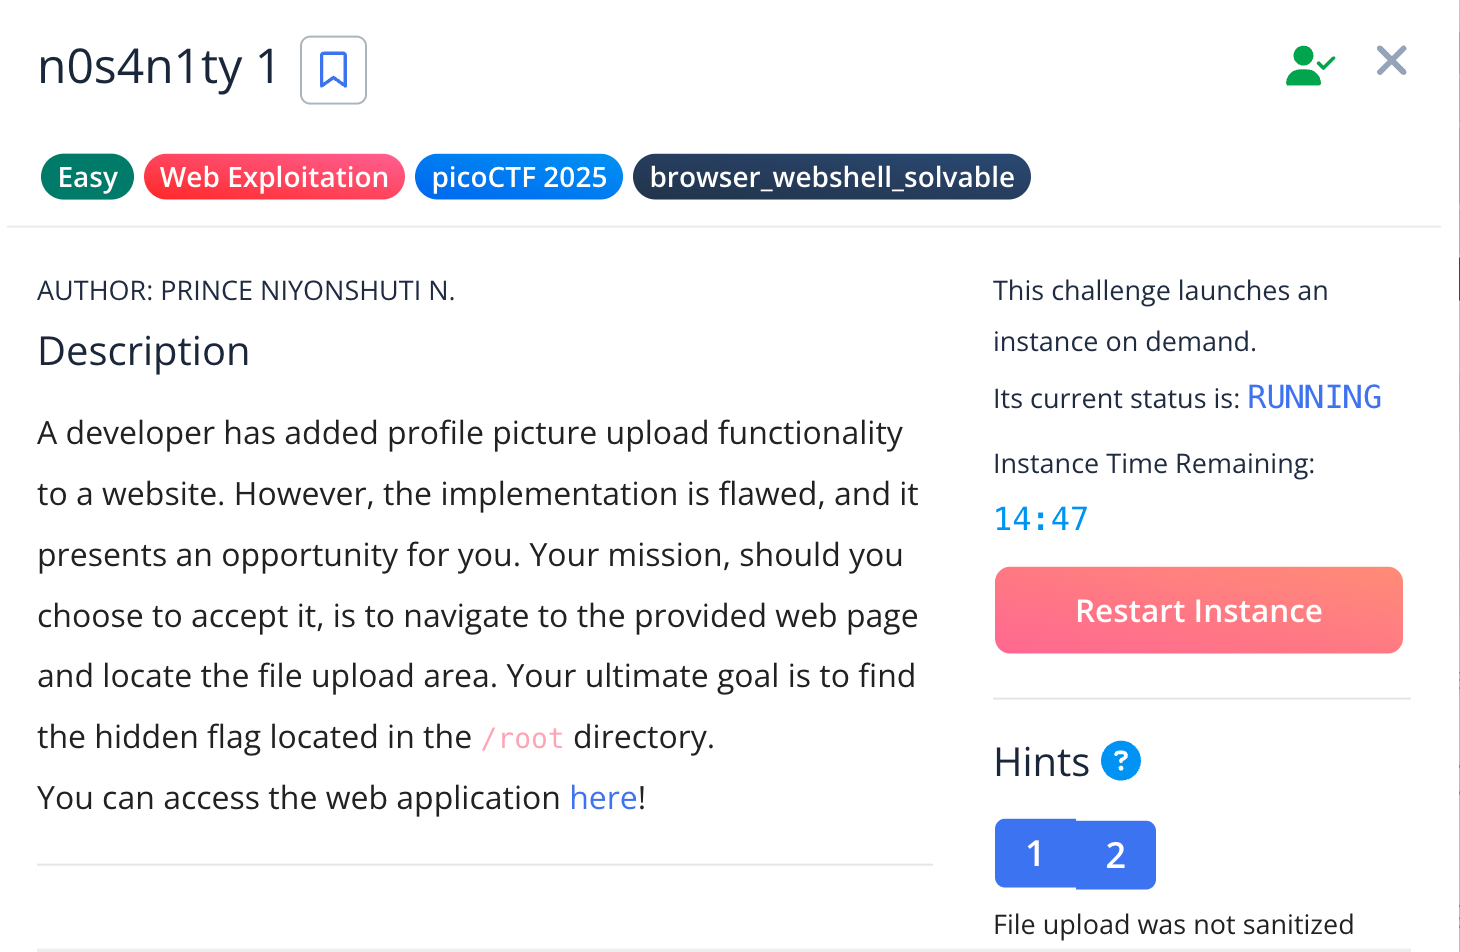 n0s4n1ty 1
Easy Web Exploitation picoCTF 2025 browser_webshell_solvable
AUTHOR: PRINCE NIYONSHUTI N.
Description
A developer has added profile picture upload functionality
to a website. However, the implementation is flawed, and it
presents an opportunity for you. Your mission, should you
choose to accept it, is to navigate to the provided web page
and locate the file upload area. Your ultimate goal is to find
the hidden flag located in the /root directory.
You can access the web application here!
This challenge launches an
instance on demand.
Its current status is: RUNNING
Instance Time Remaining:
14:47
Restart Instance
Hints ?
1 2
File upload was not sanitized